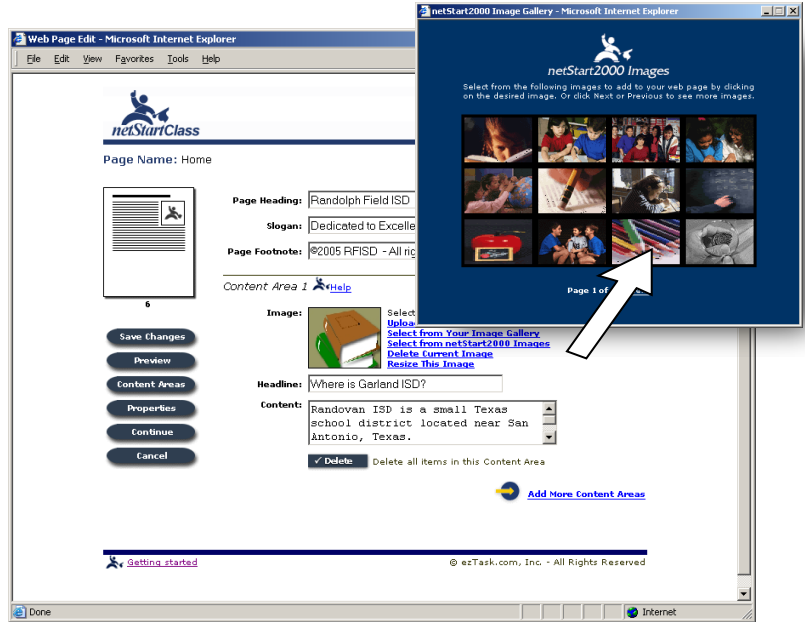 netStart2000 Image Gallery - Microsoft Internet Explorer
netStart2000 Images
Select from the following images to add to your web page by clicking
on the desired image. Or click Next or Previous to see more images.
Page 1 of
Web Page Edit - Microsoft Internet Explorer
File Edit View Favorites Tools Help
netStartClass
Page Name: Home
Page Heading: Randolph Field ISD
Slogan: Dedicated to Excelle
Page Footnote: ©2005 RFISD - All rig
6
Content Area 1 Help
Image: Select
Uploa
Select from Your Image Gallery
Select from netStart2000 Images
Delete Current Image
Resize This Image
Save Changes
Preview
Content Areas
Properties
Continue
Cancel
Headline: Where is Garland ISD?
Content: Randovan ISD is a small Texas
school district located near San
Antonio, Texas.
✓ Delete Delete all items in this Content Area
Add More Content Areas
Getting started © ezTask.com, Inc. - All Rights Reserved
Done Internet